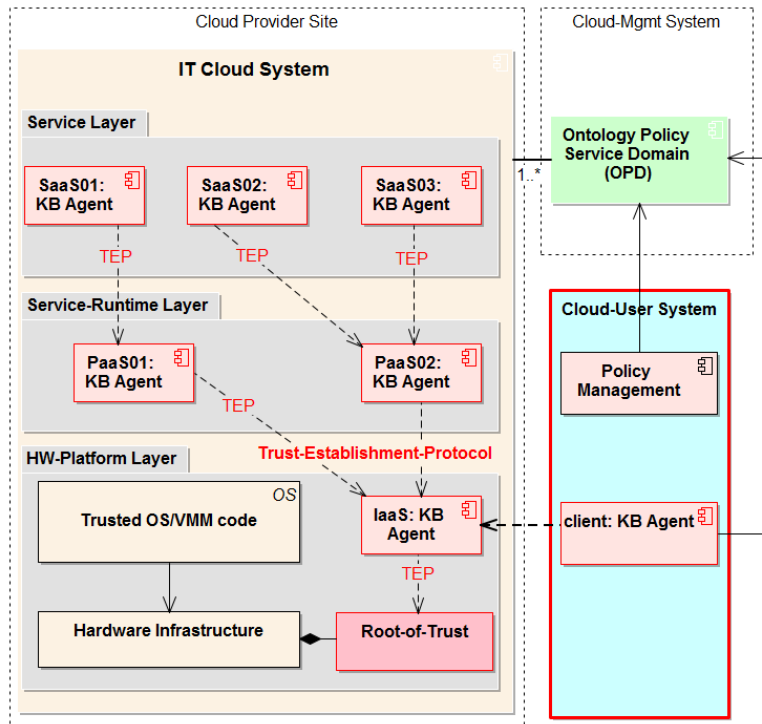 Cloud Provider Site
Cloud-Mgmt System
IT Cloud System
Service Layer
SaaS01:
KB Agent
SaaS02:
KB Agent
SaaS03:
KB Agent
Ontology Policy
Service Domain
(OPD)
1..*
TEP
TEP
TEP
Service-Runtime Layer
PaaS01:
KB Agent
PaaS02:
KB Agent
Cloud-User System
Policy
Management
TEP
Trust-Establishment-Protocol
HW-Platform Layer
OS
Trusted OS/VMM code
IaaS: KB
Agent
client: KB Agent
TEP
Hardware Infrastructure
Root-of-Trust